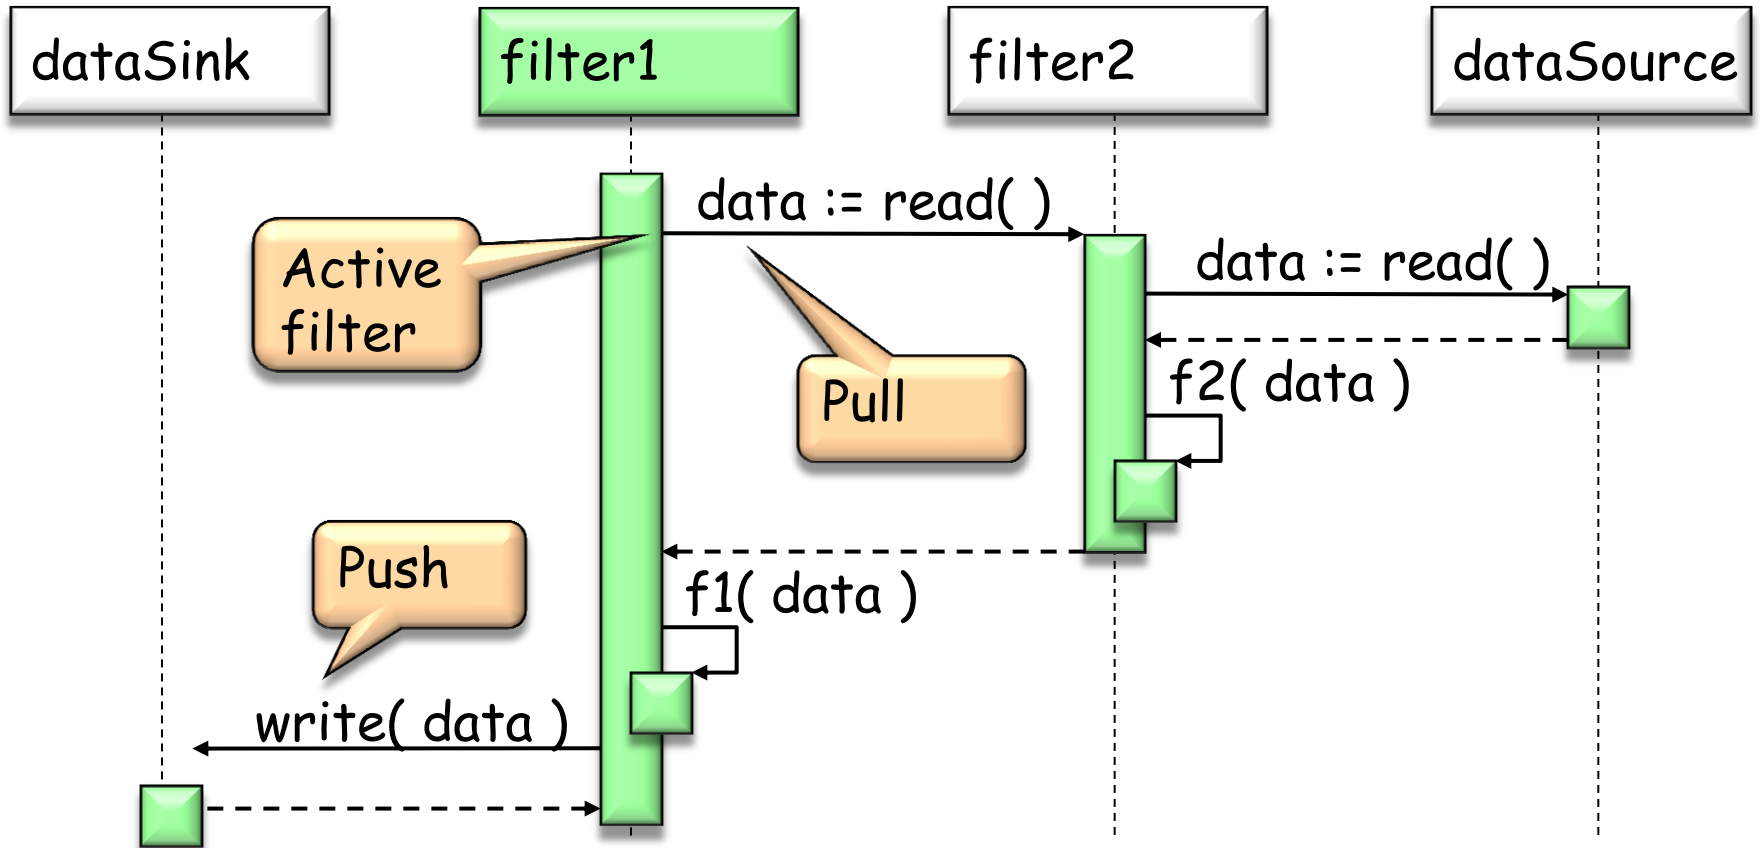 dataSink
filter1
filter2
dataSource
data := read( )
data := read( )
Active
filter
Pull
f2( data )
Push
f1( data )
write( data )